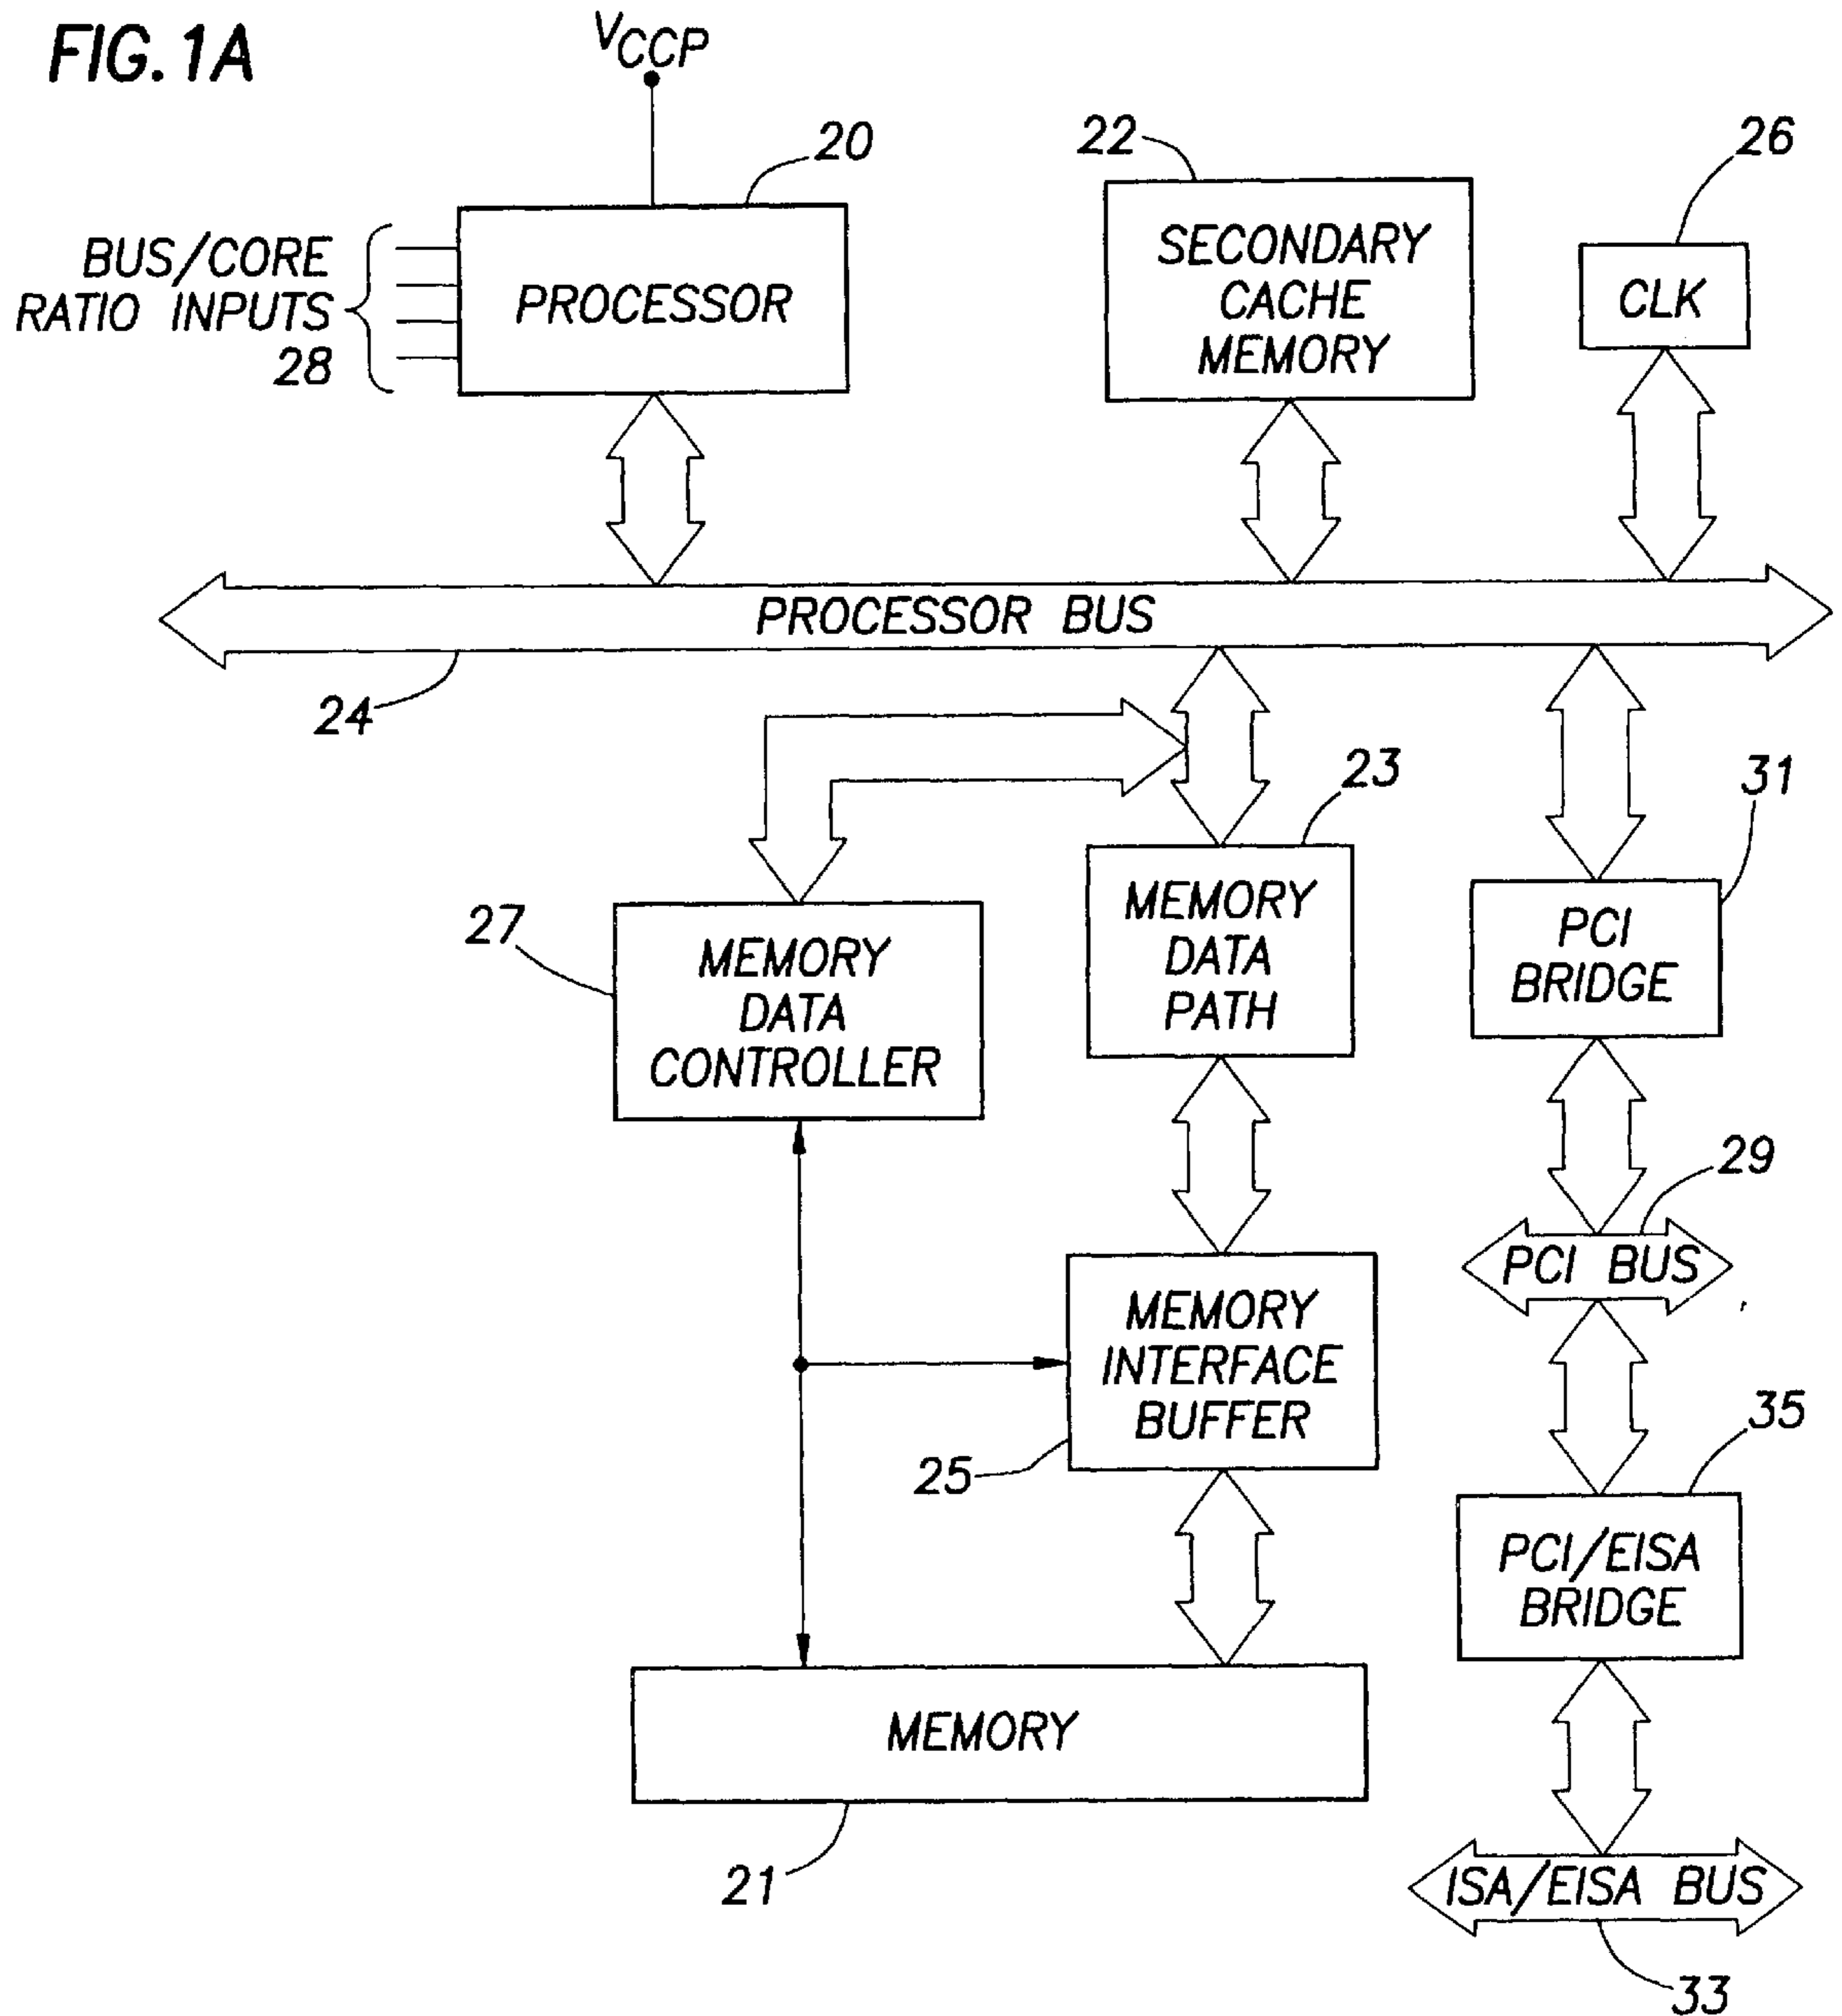 FIG. 1A
VCCP
20
22
26
BUS/CORE
RATIO INPUTS
28
PROCESSOR
SECONDARY
CACHE
MEMORY
CLK
PROCESSOR BUS
24
23
31
27
MEMORY
DATA
CONTROLLER
MEMORY
DATA
PATH
PCI
BRIDGE
29
PCI BUS
MEMORY
INTERFACE
BUFFER
25
35
PCI/EISA
BRIDGE
MEMORY
21
ISA/EISA BUS
33